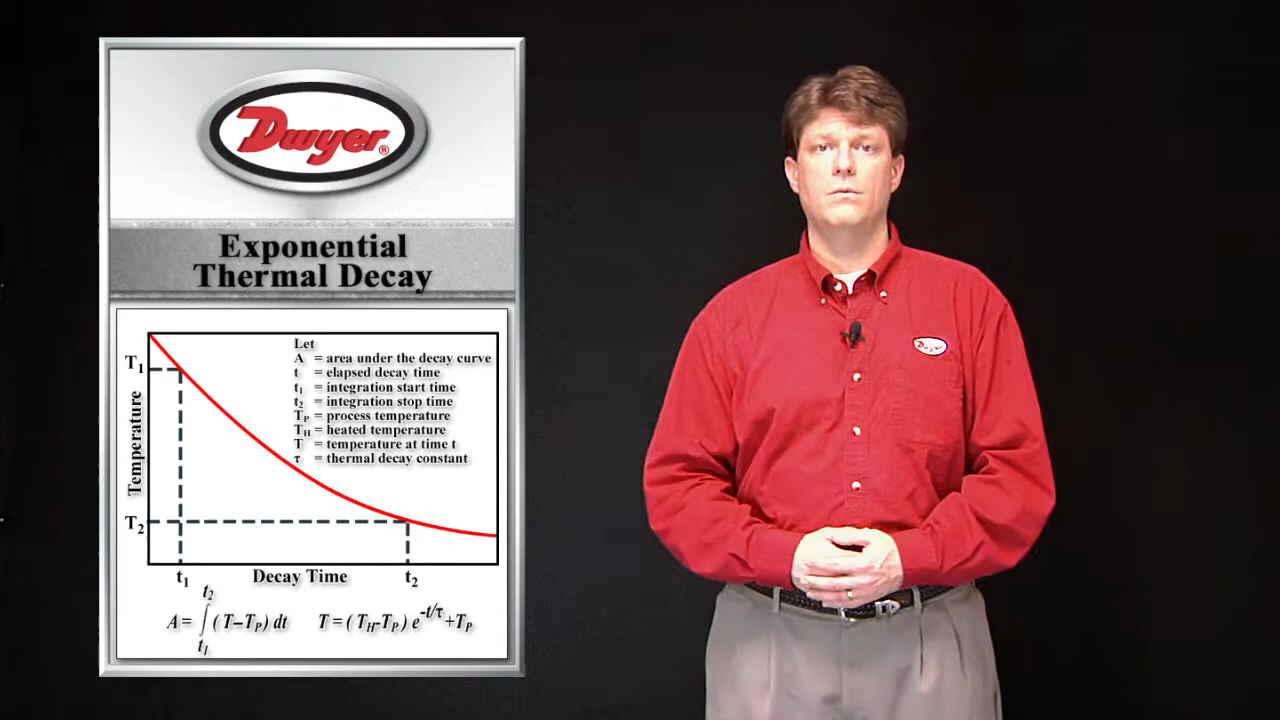 Dwyer®
Exponential
Thermal Decay
Let
A = area under the decay curve
t = elapsed decay time
t₁ = integration start time
t₂ = integration stop time
T_P = process temperature
T_H = heated temperature
T = temperature at time t
τ = thermal decay constant
T₁
Temperature
T₂
t₁ Decay Time t₂
A = ∫_{t₁}^{t₂} (T–T_P) dt T = (T_H-T_P) e^{-t/τ}+T_P
Dwyer